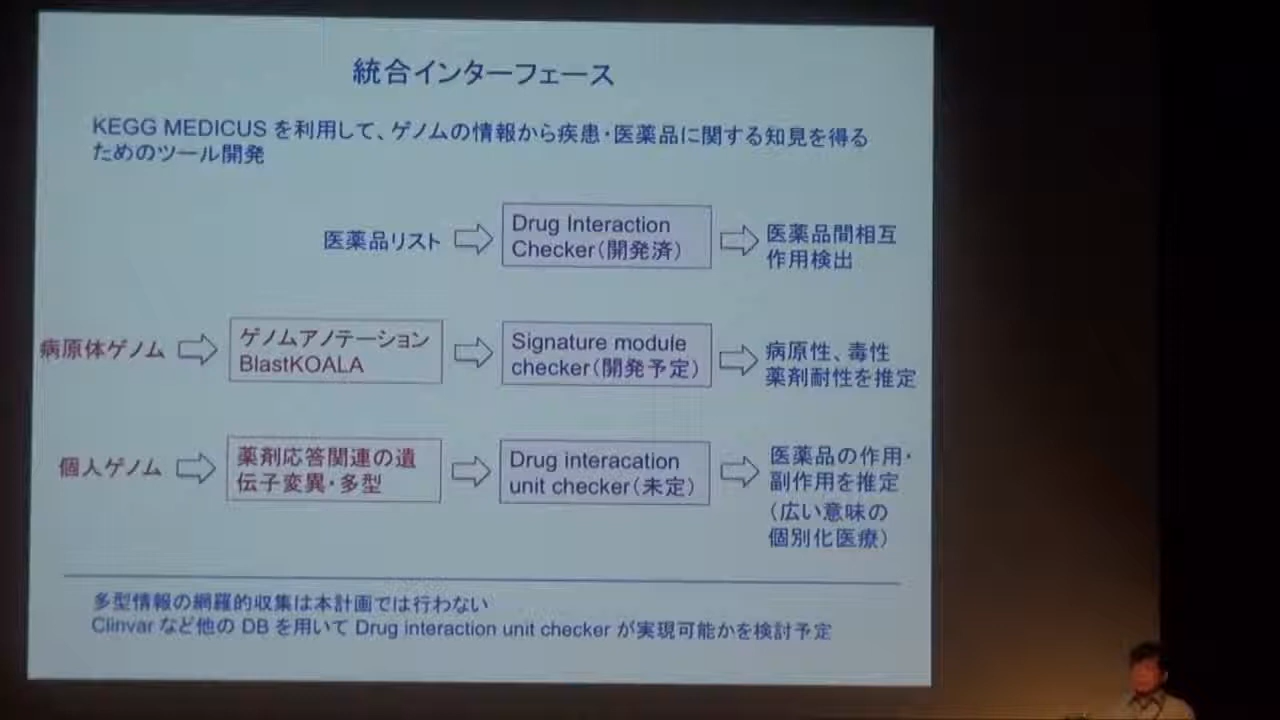 統合インターフェース
KEGG MEDICUS を利用して、ゲノムの情報から疾患・医薬品に関する知見を得る
ためのツール開発
医薬品リスト
Drug Interaction
Checker（開発済）
医薬品間相互
作用検出
病原体ゲノム
ゲノムアノテーション
BlastKOALA
Signature module
checker（開発予定）
病原性、毒性
薬剤耐性を推定
個人ゲノム
薬剤応答関連の遺
伝子変異・多型
Drug interacation
unit checker（未定）
医薬品の作用・
副作用を推定
（広い意味の
個別化医療）
多型情報の網羅的収集は本計画では行わない
Clinvar など他の DB を用いて Drug interaction unit checker が実現可能かを検討予定